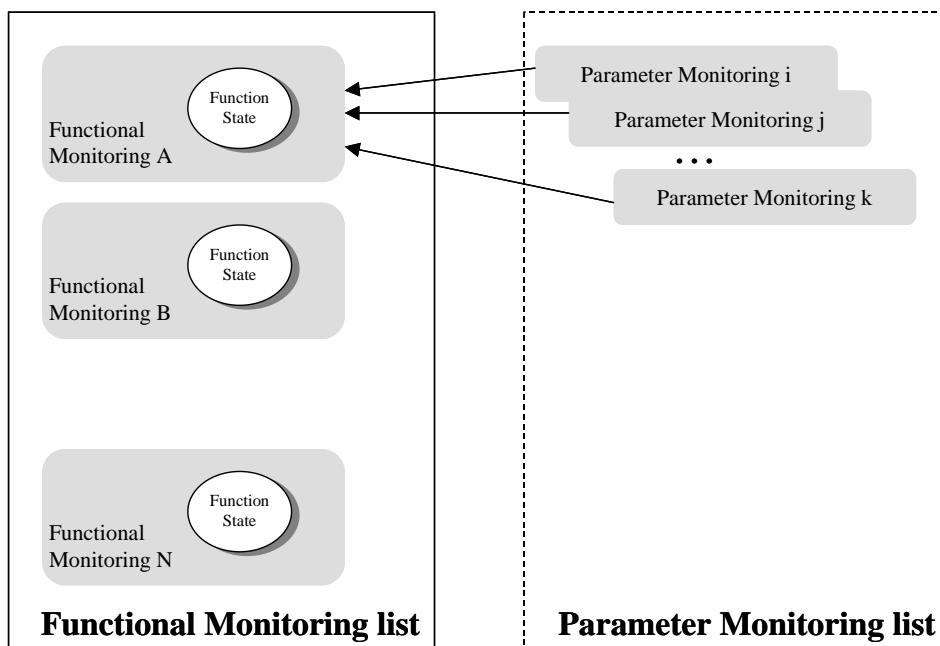 Function
State
Functional
Monitoring A
Function
State
Functional
Monitoring B
Function
State
Functional
Monitoring N
Functional Monitoring list
Parameter Monitoring i
Parameter Monitoring j
...
Parameter Monitoring k
Parameter Monitoring list